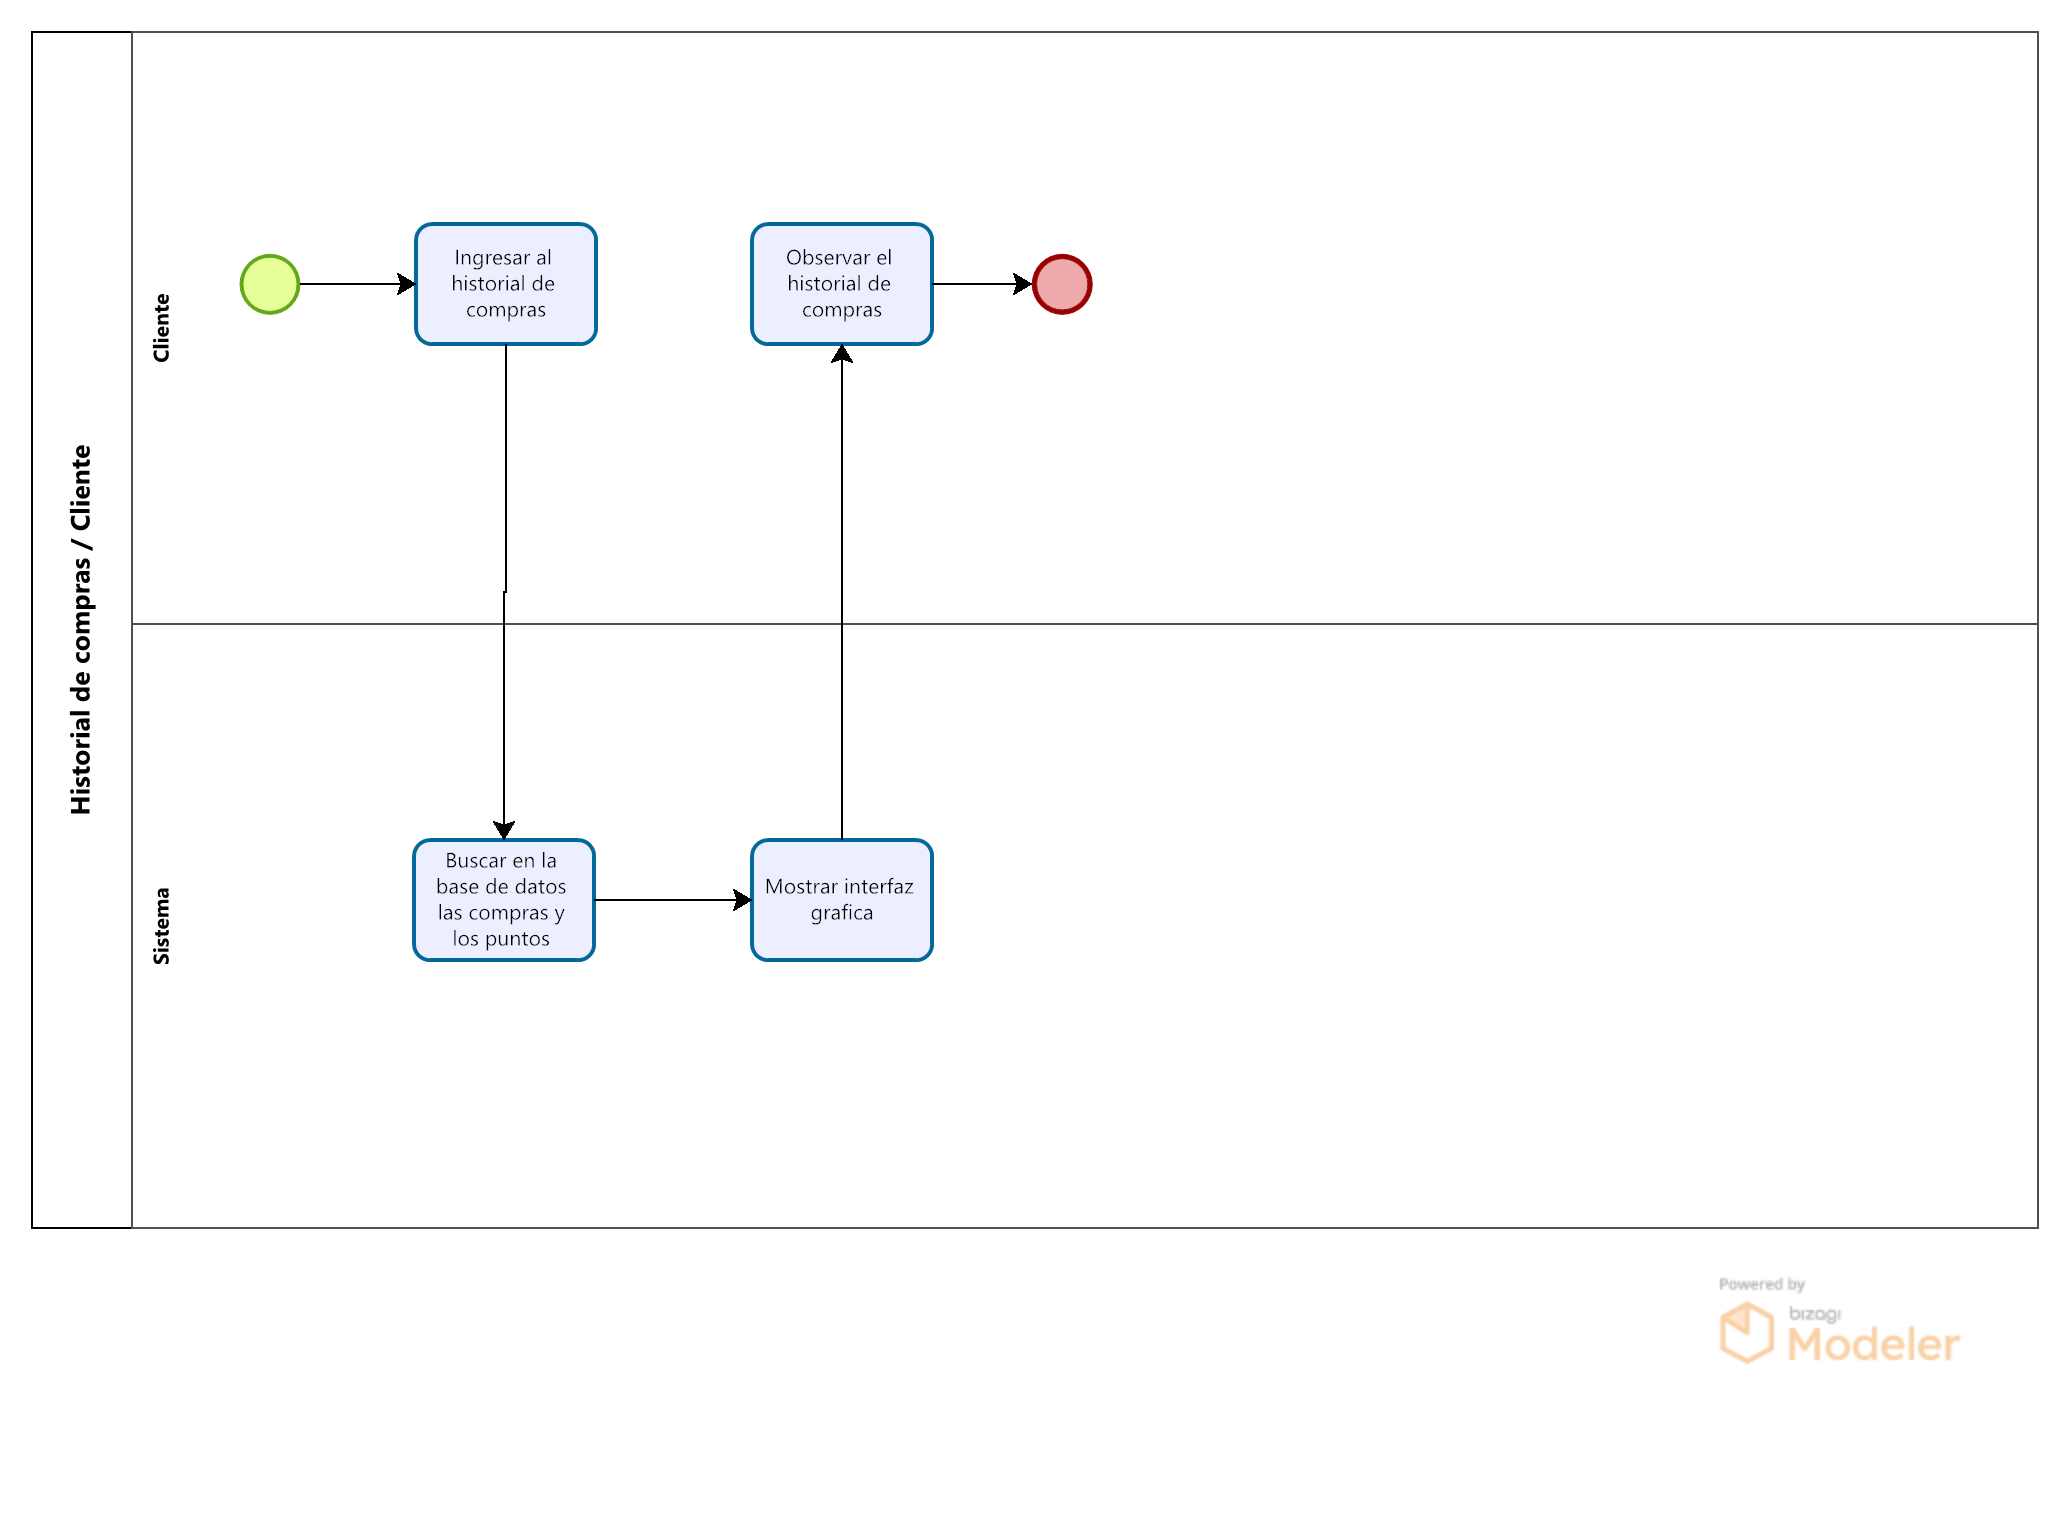 Historial de compras / Cliente
Cliente
Ingresar al
historial de
compras
Observar el
historial de
compras
Sistema
Buscar en la
base de datos
las compras y
los puntos
Mostrar interfaz
grafica
Powered by
bizagi
Modeler